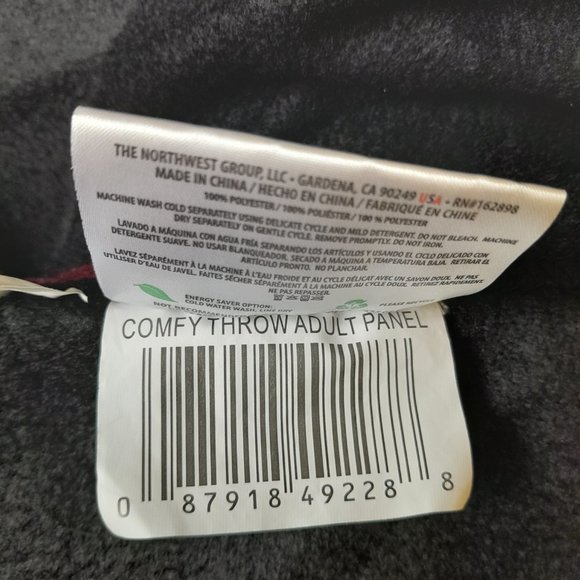 THE NORTHWEST GROUP, LLC • GARDENA, CA 90249 USA • RN#162898
MADE IN CHINA / HECHO EN CHINA / FABRIQUÉ EN CHINE
100% POLYESTER / 100% POLIÉSTER / 100 % POLYESTER
MACHINE WASH COLD SEPARATELY USING DELICATE CYCLE AND MILD DETERGENT. DO NOT BLEACH. MACHINE
DRY SEPARATELY ON GENTLE CYCLE. REMOVE PROMPTLY. DO NOT IRON.
LAVADO A MÁQUINA CON AGUA FRÍA SEPARANDO LOS ARTÍCULOS Y USANDO EL CICLO DELICADO CON
DETERGENTE SUAVE. NO USAR BLANQUEADOR. SECADO A MÁQUINA A TEMPERATURA BAJA. RETIRAR ÉL
ARTÍCULO PRONTO. NO PLANCHAR.
LAVEZ SÉPARÉMENT À LA MACHINE À L'EAU FROIDE AU CYCLE DÉLICAT AVEC UN SAVON DOUX. NE PAS
UTILISER D'EAU DE JAVEL. SÉCHEZ SÉPARÉMENT À LA MACHINE AU CYCLE DOUX. RETIREZ RAPIDEMENT.
NE PAS REPASSER.
ENERGY SAVER OPTION:
COLD WATER WASH, LINE DRY
PLEASE RECYCLE
NOT RECOMMENDED
COMFY THROW ADULT PANEL
0 87918 49228 8